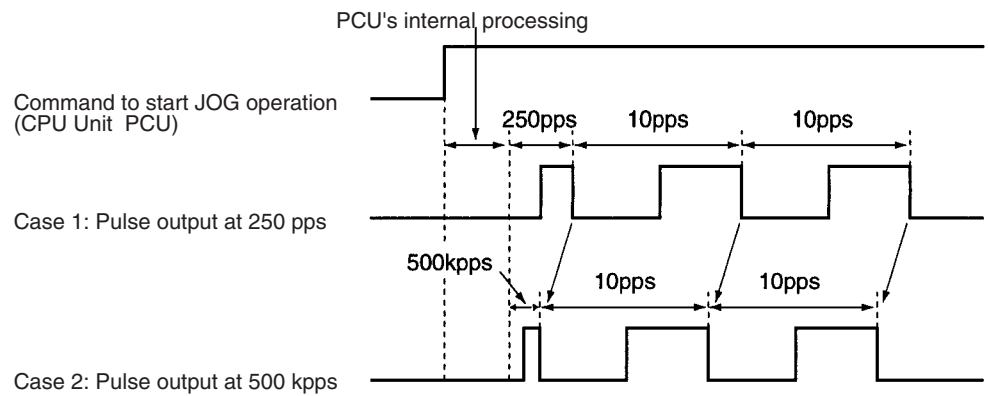 PCU's internal processing
Command to start JOG operation
(CPU Unit  PCU)
250pps
10pps
10pps
Case 1: Pulse output at 250 pps
500kpps
10pps
10pps
Case 2: Pulse output at 500 kpps